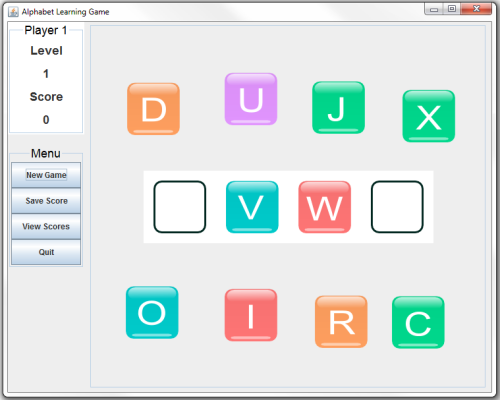 Alphabet Learning Game
Player 1
Level
1
Score
0
Menu
New Game
Save Score
View Scores
Quit
D U J X
V W
O I R C